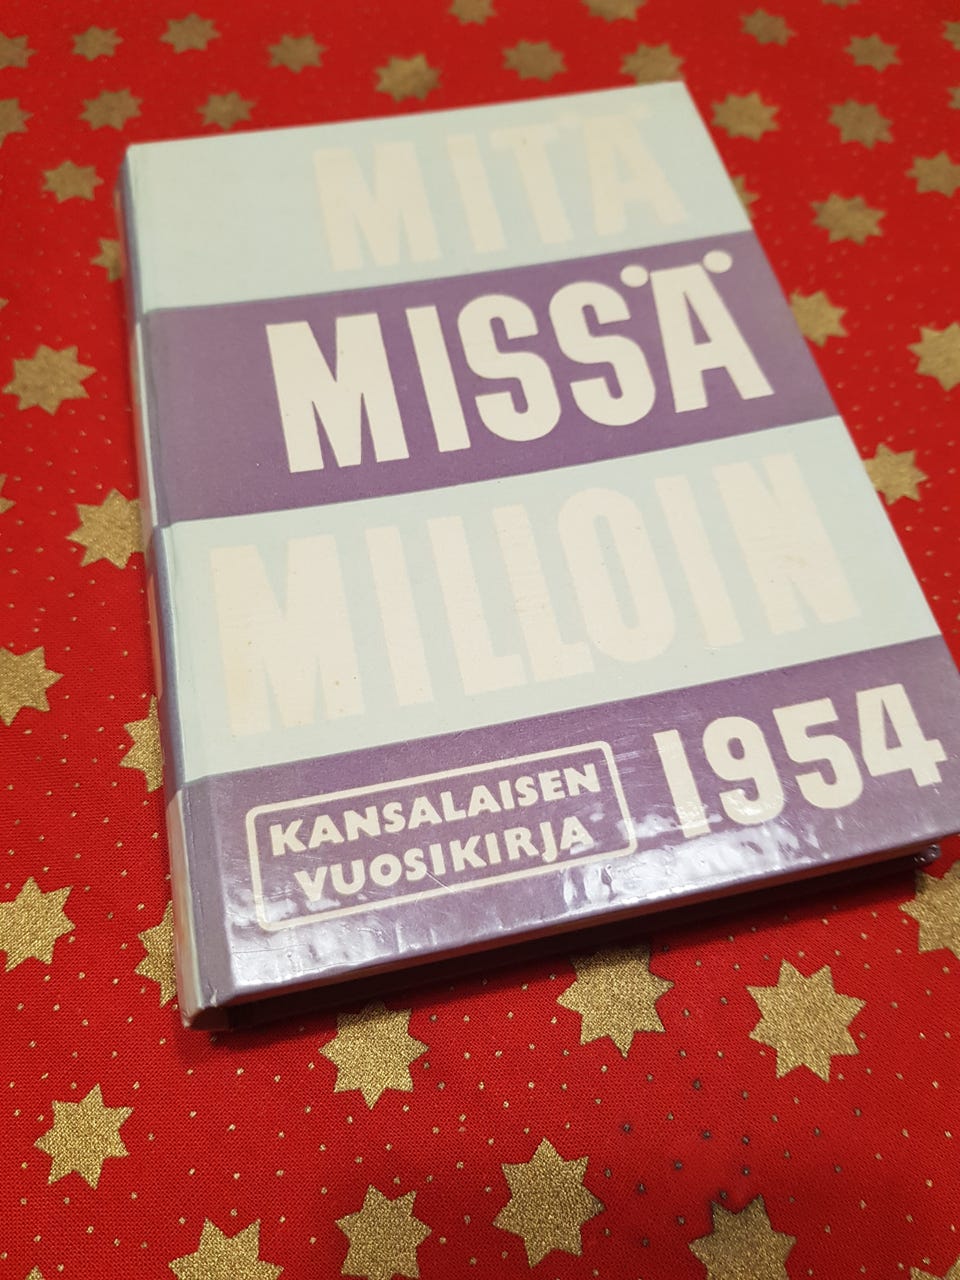 MITÄ
MISSÄ
MILLOIN
KANSALAISEN
VUOSIKIRJA
1954